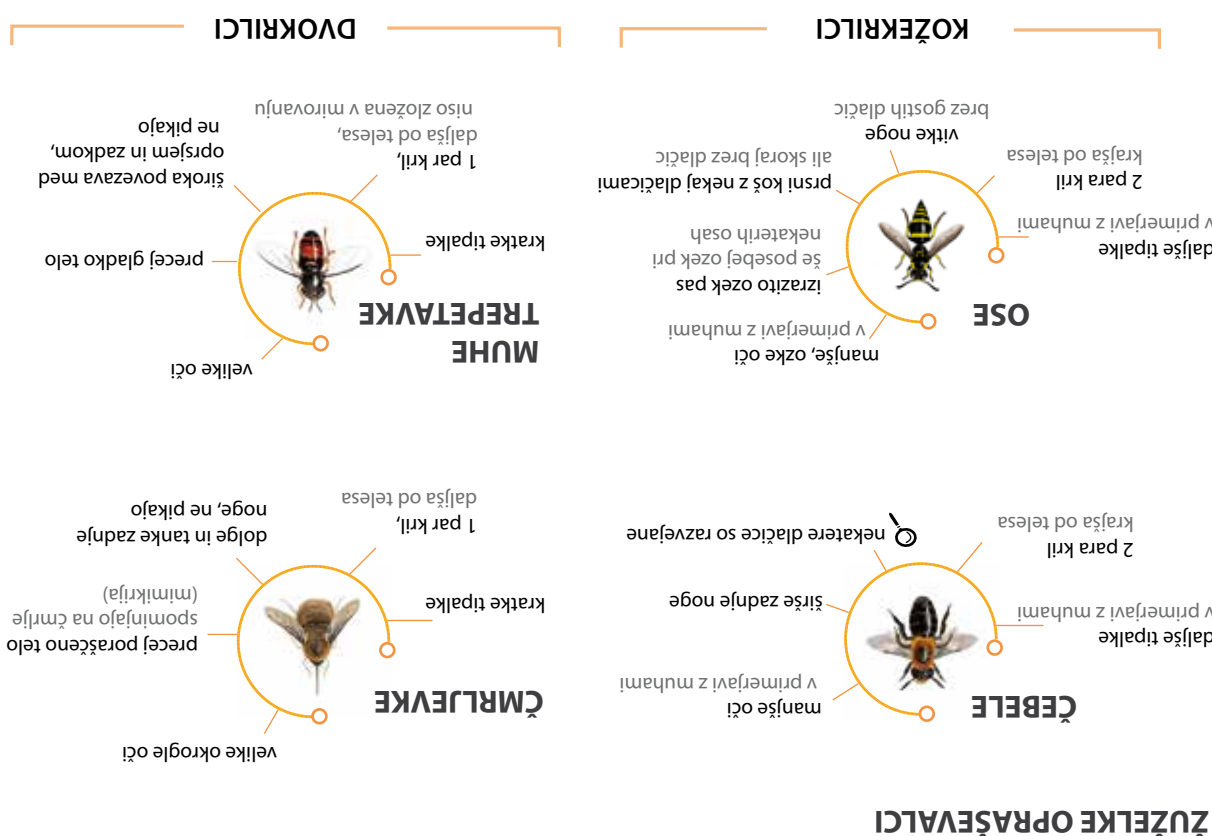 ŽUŽELKE OPRAŠEVALCI
ČEBELE
manjše oči
v primerjavi z muhami
daljše tipalke
v primerjavi z muhami
širše zadnje noge
2 para kril
krajša od telesa
nekatere dlačice so razvejane
ČMRLJEVKE
velike okrogle oči
kratke tipalke
precej poraščeno telo
spominjajo na čmrlje
(mimikrija)
1 par kril,
daljša od telesa
dolge in tanke zadnje
noge, ne pikajo
OSE
manjše, ozke oči
v primerjavi z muhami
daljše tipalke
v primerjavi z muhami
izrazito ozek pas
še posebej ozek pri
nekaterih osah
2 para kril
krajša od telesa
prsni koš z nekaj dlačicami
ali skoraj brez dlačic
vitke noge
brez gostih dlačic
MUHE
TREPETAVKE
velike oči
kratke tipalke
precej gladko telo
1 par kril,
daljša od telesa,
niso zložena v mirovanju
široka povezava med
oprsjem in zadkom,
ne pikajo
KOŽEKRILCI
DVOKRILCI